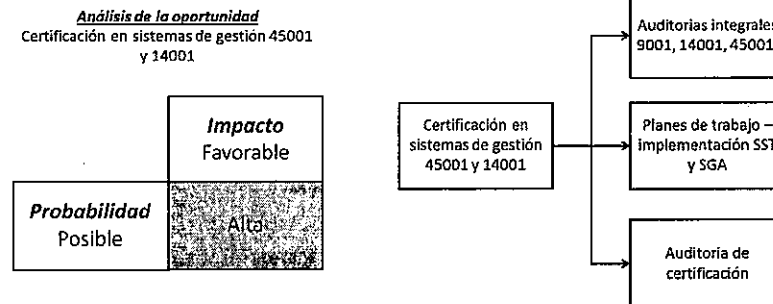 Análisis de la oportunidad
Certificación en sistemas de gestión 45001
y 14001
Impacto
Favorable
Probabilidad
Posible
Alta
Certificación en
sistemas de gestión
45001 y 14001
Auditorias integrales
9001, 14001, 45001
Planes de trabajo –
implementación SST
y SGA
Auditoria de
certificación